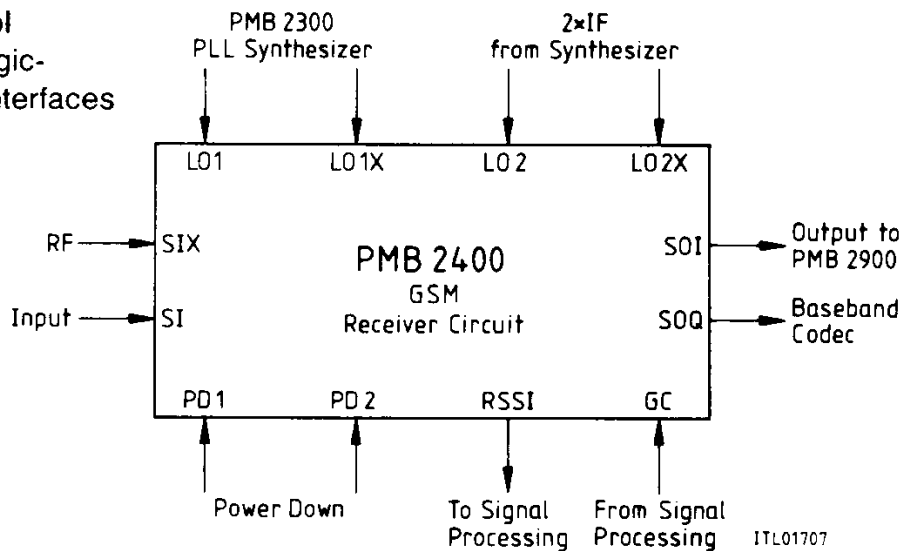 PMB 2300
PLL Synthesizer
2×IF
from Synthesizer
LO1 LO1X LO2 LO2X
RF
SIX
Input
SI
PMB 2400
GSM
Receiver Circuit
SOI
Output to
PMB 2900
SOQ
Baseband
Codec
PD1 PD2 RSSI GC
Power Down
To Signal
Processing
From Signal
Processing
ITL01707